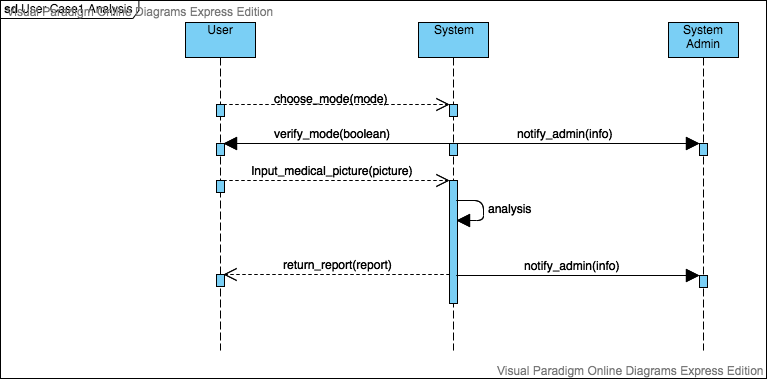 sd User Case1 Analysis
Visual Paradigm Online Diagrams Express Edition
User
System
System
Admin
choose_mode(mode)
verify_mode(boolean)
notify_admin(info)
Input_medical_picture(picture)
analysis
return_report(report)
notify_admin(info)
Visual Paradigm Online Diagrams Express Edition